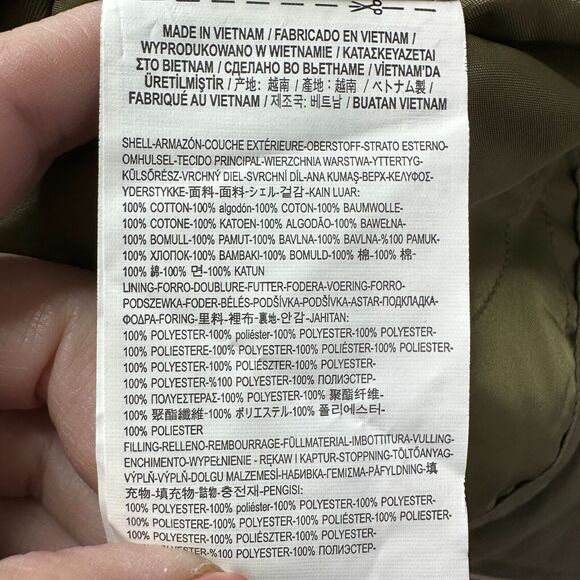 MADE IN VIETNAM / FABRICADO EN VIETNAM /
WYPRODUKOWANO W WIETNAMIE / ΚΑΤΑΣΚΕΥΑΖΕΤΑΙ
ΣΤΟ ΒΙΕΤΝΑΜ / СДЕЛАНО ВО ВЬЕТНАМЕ / VİETNAM'DA
ÜRETİLMİŞTİR / 产地: 越南 / 產地: 越南 / ベトナム製 /
FABRIQUÉ AU VIETNAM / 제조국: 베트남 / BUATAN VIETNAM
SHELL-ARMAZÓN-COUCHE EXTÉRIEURE-OBERSTOFF-STRATO ESTERNO-
OMHULSEL-TECIDO PRINCIPAL-WIERZCHNIA WARSTWA-YTTERTYG-
KÜLSŐRÉSZ-VRCHNÝ DIEL-SVRCHNÍ DÍL-ANA KUMAŞ-ВЕРХ-ΚΕΛΥΦΟΣ-
YDERSTYKKE-面料-面料-シェル-겉감-KAIN LUAR:
100% COTTON-100% algodón-100% COTON-100% BAUMWOLLE-
100% COTONE-100% KATOEN-100% ALGODÃO-100% BAWEŁNA-
100% BOMULL-100% PAMUT-100% BAVLNA-100% BAVLNA-%100 PAMUK-
100% ХЛОПОК-100% ΒΑΜΒΑΚΙ-100% BOMULD-100% 棉-100% 棉-
100% 綿-100% 면-100% KATUN
LINING-FORRO-DOUBLURE-FUTTER-FODERA-VOERING-FORRO-
PODSZEWKA-FODER-BÉLÉS-PODŠÍVKA-PODŠÍVKA-ASTAR-ПОДКЛАДКА-
ΦΟΔΡΑ-FORING-里料-裡布-裏地-안감-JAHITAN:
100% POLYESTER-100% poliéster-100% POLYESTER-100% POLYESTER-
100% POLIESTERE-100% POLYESTER-100% POLIÉSTER-100% POLIESTER-
100% POLYESTER-100% POLIÉSZTER-100% POLYESTER-
100% POLYESTER-%100 POLYESTER-100% ПОЛИЭСТЕР-
100% ΠΟΛΥΕΣΤΕΡΑΣ-100% POLYESTER-100% 聚酯纤维-
100% 聚酯纖維-100% ポリエステル-100% 폴리에스터-
100% POLIESTER
FILLING-RELLENO-REMBOURRAGE-FÜLLMATERIAL-IMBOTTITURA-VULLING-
ENCHIMENTO-WYPEŁNIENIE - RĘKAW I KAPTUR-STOPPNING-TÖLTŐANYAG-
VÝPLŇ-VÝPLŇ-DOLGU MALZEMESİ-НАБИВКА-ΓΕΜΙΣΜΑ-PÅFYLDNING-填
充物-填充物-詰物-충전재-PENGISI:
100% POLYESTER-100% poliéster-100% POLYESTER-100% POLYESTER-
100% POLIESTERE-100% POLYESTER-100% POLIÉSTER-100% POLIESTER-
100% POLYESTER-100% POLIÉSZTER-100% POLYESTER-
POLYESTER-%100 POLYESTER-100% ПОЛИЭСТЕР-